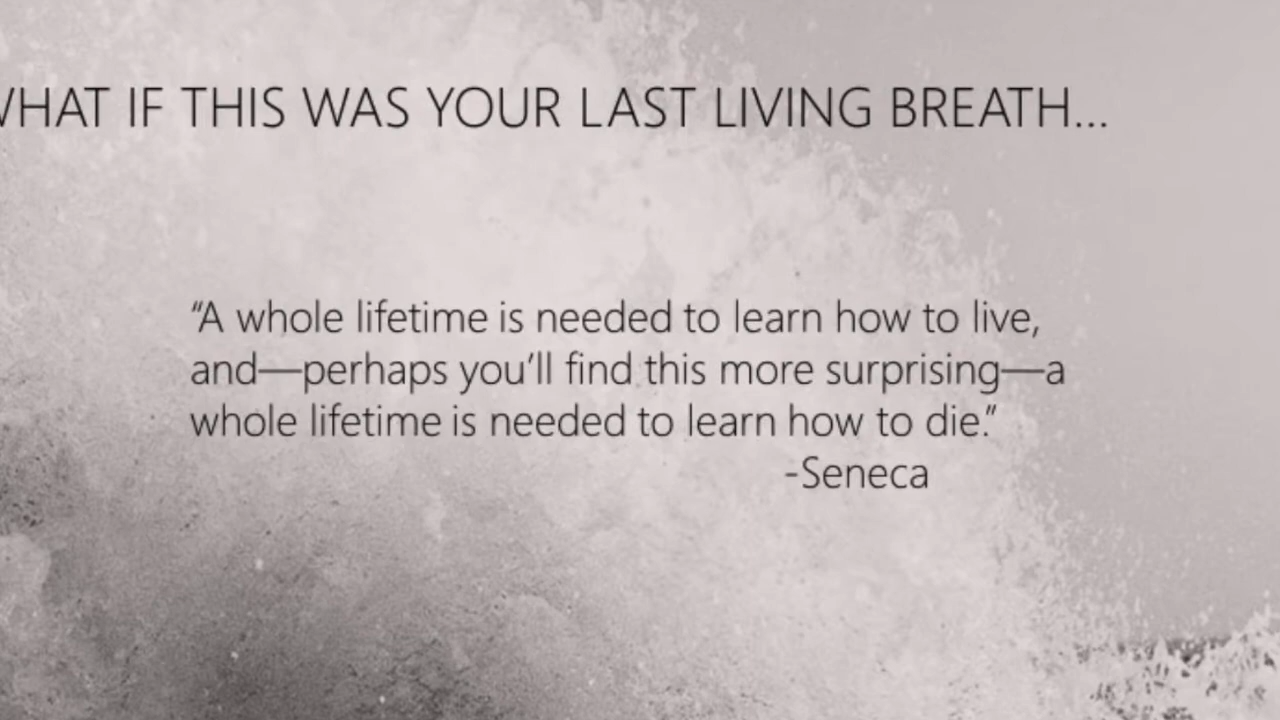 WHAT IF THIS WAS YOUR LAST LIVING BREATH...
“A whole lifetime is needed to learn how to live,
and—perhaps you’ll find this more surprising—a
whole lifetime is needed to learn how to die.”
-Seneca